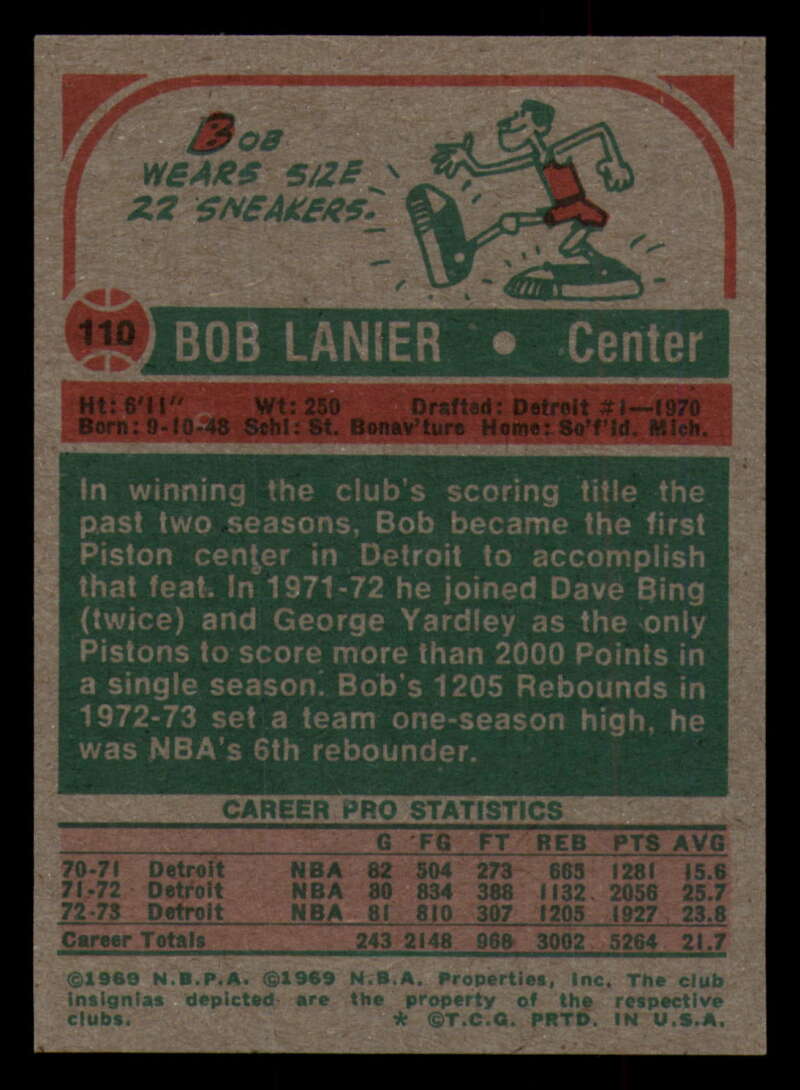 BOB
WEARS SIZE
22 SNEAKERS.
110 BOB LANIER • Center
Ht: 6'11" Wt: 250 Drafted: Detroit #1—1970
Born: 9-10-48 Schl: St. Bonav'ture Home: So'f'ld. Mich.
In winning the club's scoring title the
past two seasons, Bob became the first
Piston center in Detroit to accomplish
that feat. In 1971-72 he joined Dave Bing
(twice) and George Yardley as the only
Pistons to score more than 2000 Points in
a single season. Bob's 1205 Rebounds in
1972-73 set a team one-season high, he
was NBA's 6th rebounder.
CAREER PRO STATISTICS
G FG FT REB PTS AVG
70-71 Detroit NBA 82 504 273 665 1281 15.6
71-72 Detroit NBA 80 834 388 1132 2056 25.7
72-73 Detroit NBA 81 810 307 1205 1927 23.8
Career Totals 243 2148 968 3002 5264 21.7
©1969 N.B.P.A. ©1969 N.B.A. Properties, Inc. The club
insignias depicted are the property of the respective
clubs. * ©T.C.G. PRTD. IN U.S.A.